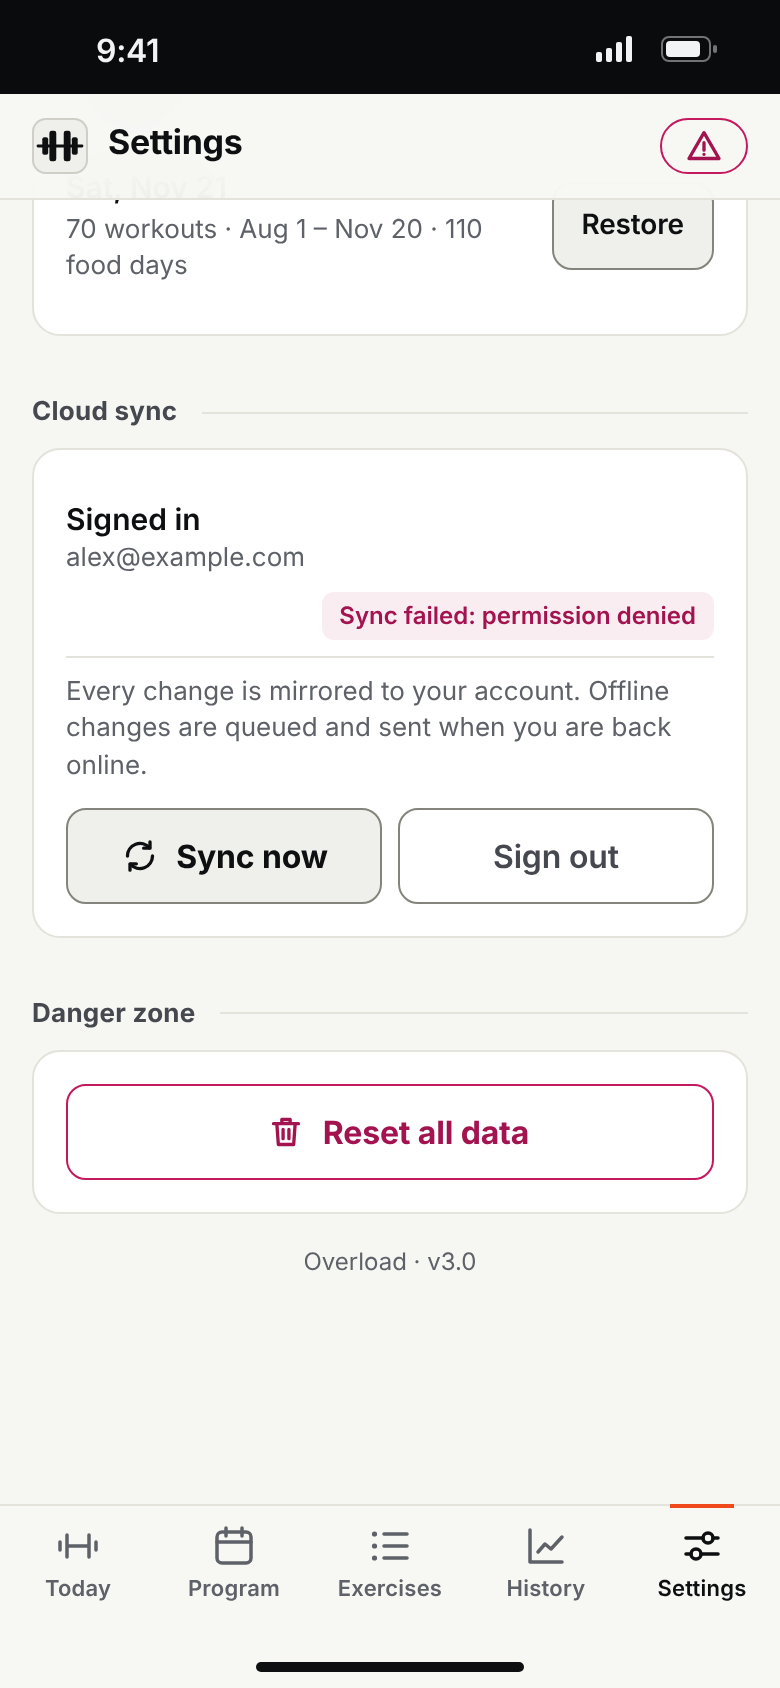 9:41
Settings
Sat, Nov 21
70 workouts · Aug 1 – Nov 20 · 110
food days
Restore
Cloud sync
Signed in
alex@example.com
Sync failed: permission denied
Every change is mirrored to your account. Offline
changes are queued and sent when you are back
online.
Sync now
Sign out
Danger zone
Reset all data
Overload · v3.0
Today
Program
Exercises
History
Settings